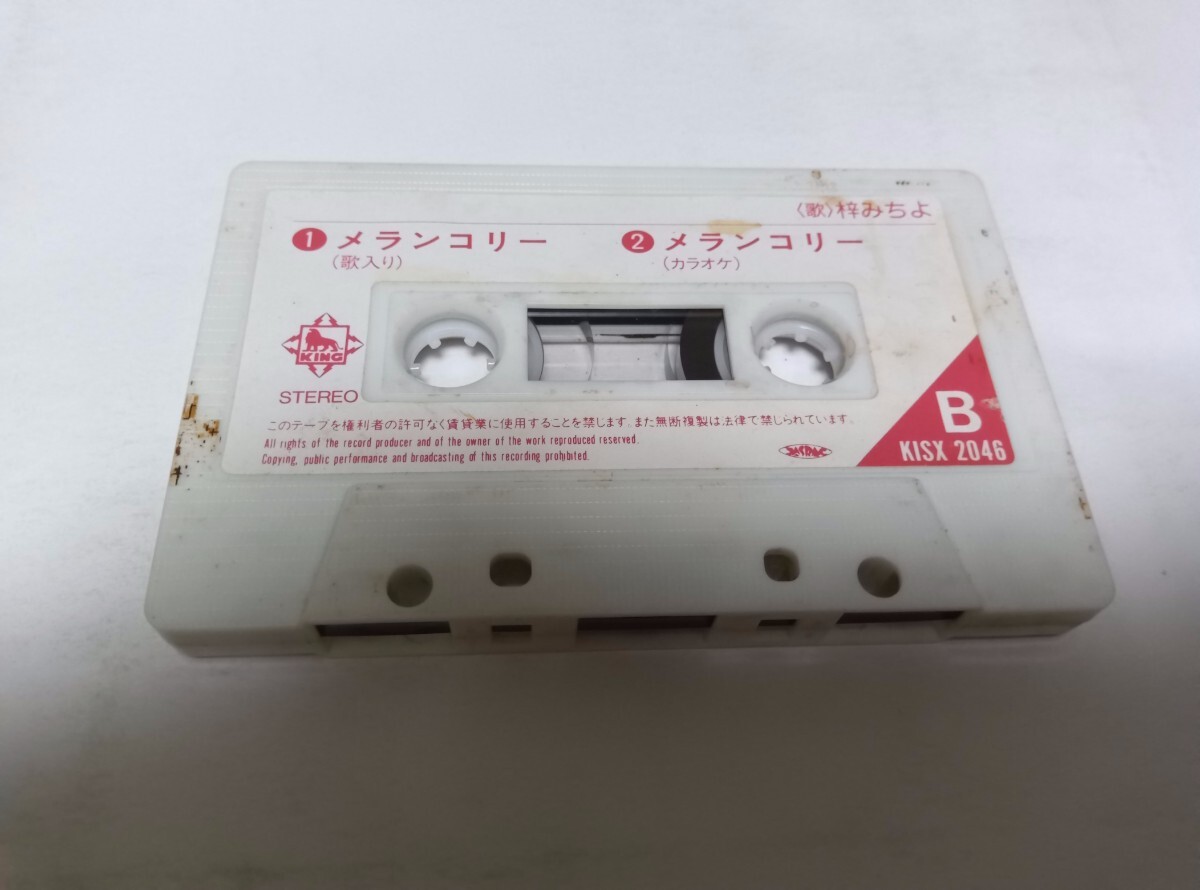 〈歌〉梓みちよ
❶メランコリー ❷メランコリー
(歌入り) (カラオケ)
KING
STEREO
このテープを権利者の許可なく賃貸業に使用することを禁じます。また無断複製は法律で禁じられています。
All rights of the record producer and of the owner of the work reproduced reserved.
Copying, public performance and broadcasting of this recording prohibited.
B
KISX 2046